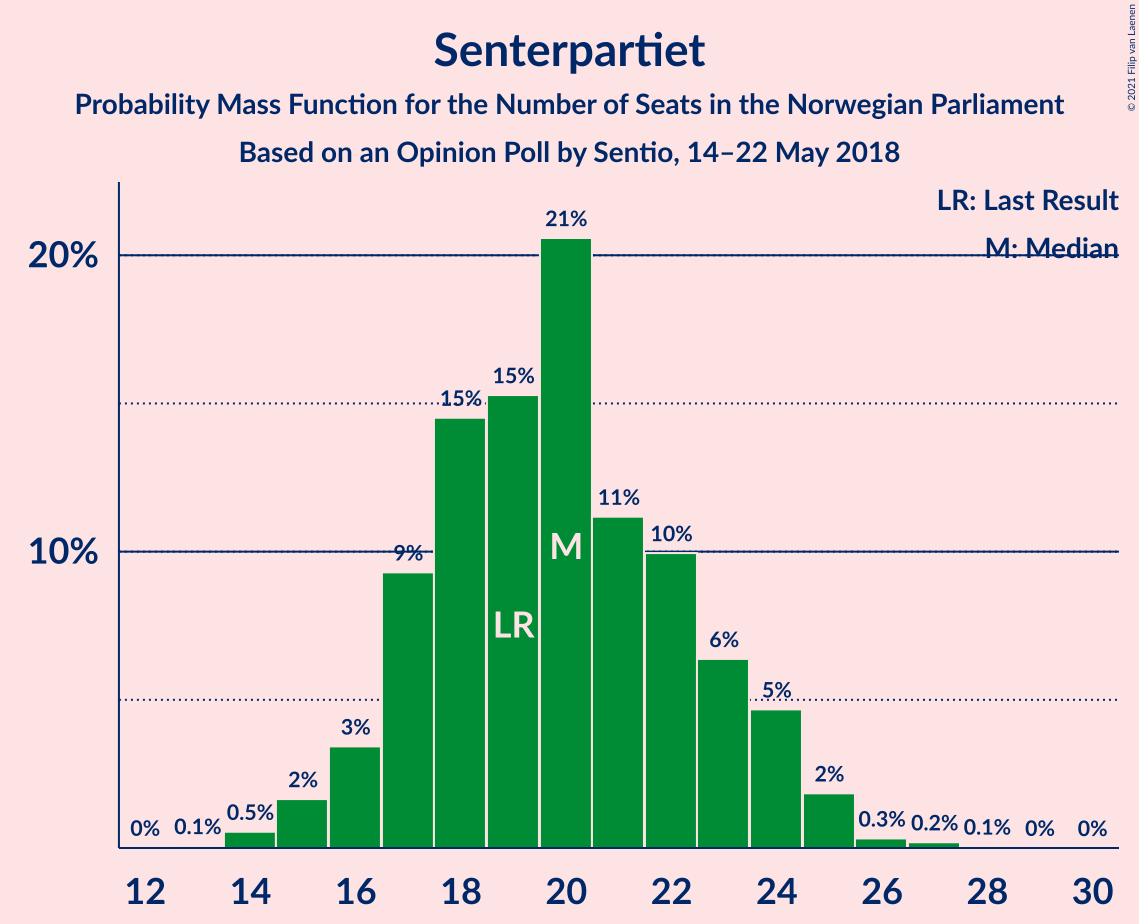 Senterpartiet
Probability Mass Function for the Number of Seats in the Norwegian Parliament
Based on an Opinion Poll by Sentio, 14–22 May 2018
© 2021 Filip van Laenen
LR: Last Result
M: Median
20%
10%
0%
0.1%
0.5%
2%
3%
9%
15%
15%
21%
11%
10%
6%
5%
2%
0.3%
0.2%
0.1%
0%
0%
LR
M
12 14 16 18 20 22 24 26 28 30